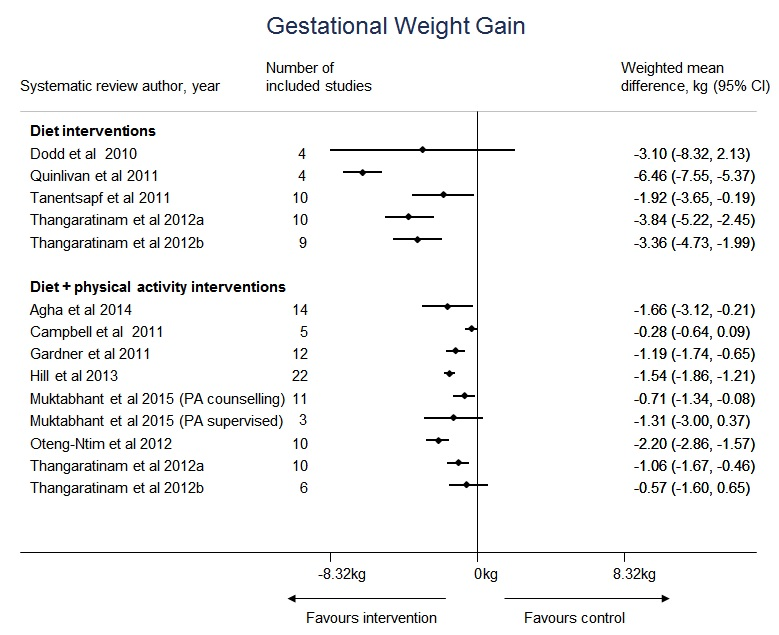 Gestational Weight Gain
Systematic review author, year
Number of
included studies
Weighted mean
difference, kg (95% CI)
Diet interventions
Dodd et al 2010 4 -3.10 (-8.32, 2.13)
Quinlivan et al 2011 4 -6.46 (-7.55, -5.37)
Tanentsapf et al 2011 10 -1.92 (-3.65, -0.19)
Thangaratinam et al 2012a 10 -3.84 (-5.22, -2.45)
Thangaratinam et al 2012b 9 -3.36 (-4.73, -1.99)
Diet + physical activity interventions
Agha et al 2014 14 -1.66 (-3.12, -0.21)
Campbell et al 2011 5 -0.28 (-0.64, 0.09)
Gardner et al 2011 12 -1.19 (-1.74, -0.65)
Hill et al 2013 22 -1.54 (-1.86, -1.21)
Muktabhant et al 2015 (PA counselling) 11 -0.71 (-1.34, -0.08)
Muktabhant et al 2015 (PA supervised) 3 -1.31 (-3.00, 0.37)
Oteng-Ntim et al 2012 10 -2.20 (-2.86, -1.57)
Thangaratinam et al 2012a 10 -1.06 (-1.67, -0.46)
Thangaratinam et al 2012b 6 -0.57 (-1.60, 0.65)
-8.32kg 0kg 8.32kg
Favours intervention Favours control